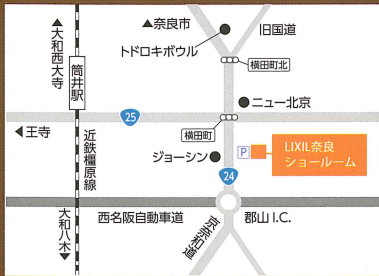 ▲奈良市
旧国道
トドロキボウル
▲大和西大寺
筒井駅
横田町北
ニュー北京
25
横田町
◀王寺
近鉄橿原線
ジョーシン
P
LIXIL奈良
ショールーム
24
西名阪自動車道
郡山I.C.
大和八木▶
京奈和道